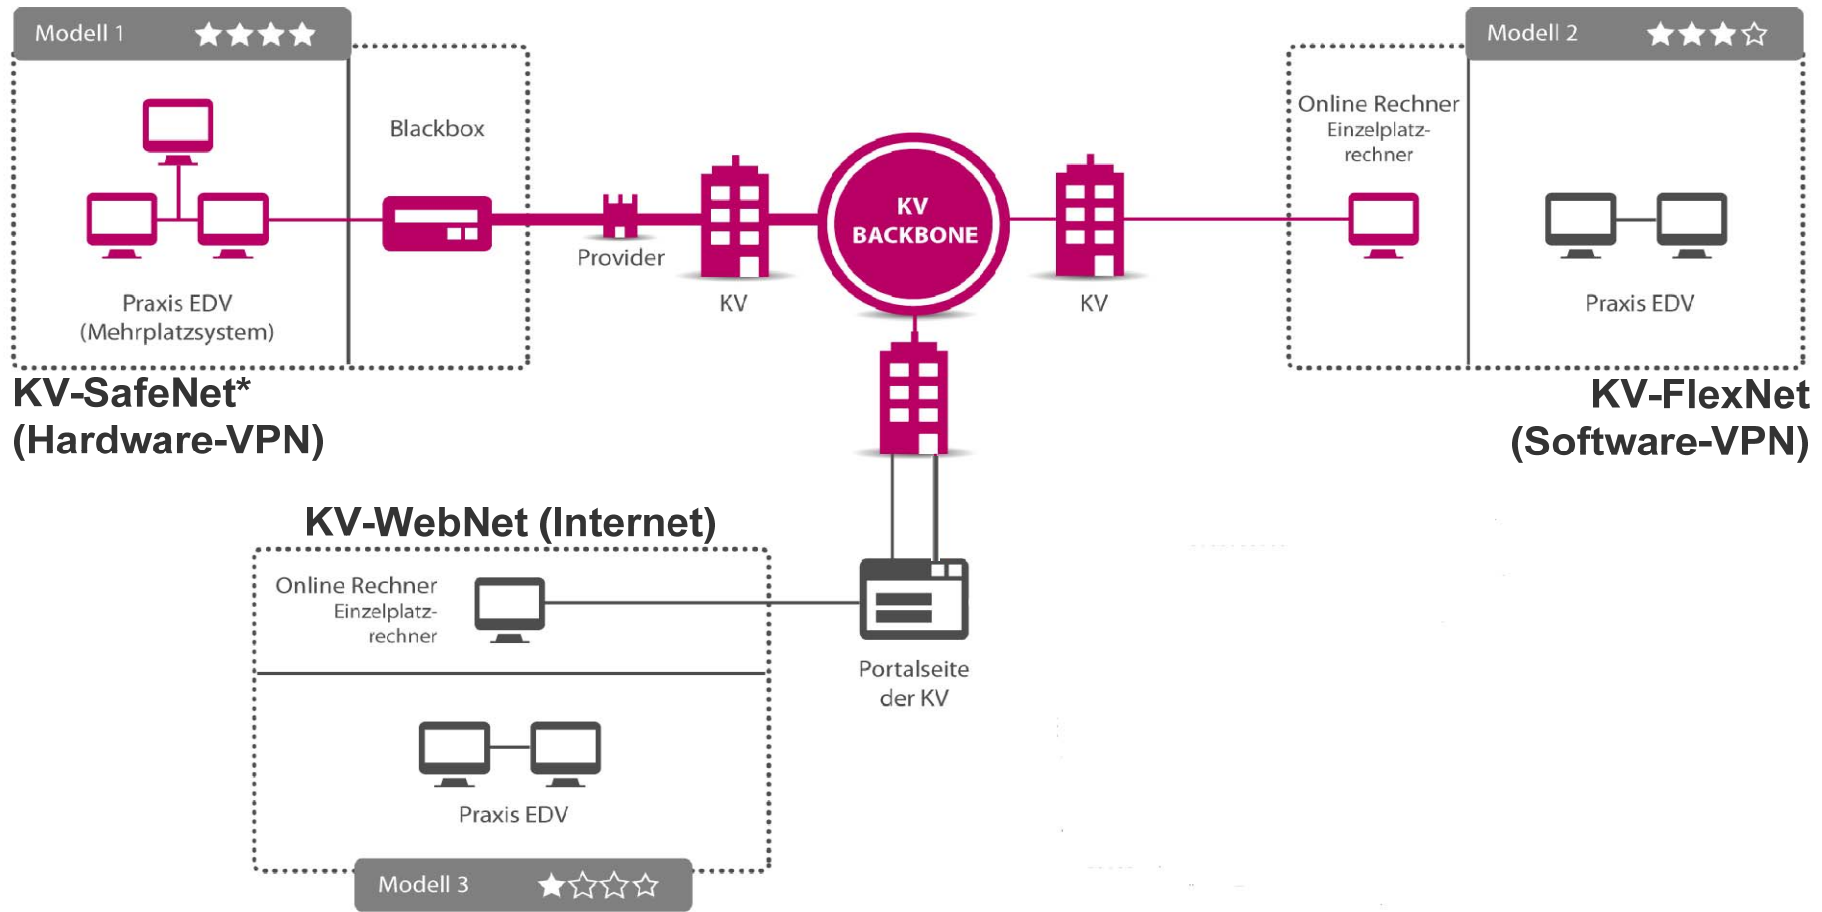 Modell 1
Blackbox
Praxis EDV
(Mehrplatzsystem)
KV-SafeNet*
(Hardware-VPN)
Provider
KV
KV
BACKBONE
KV
Modell 2
Online Rechner
Einzelplatz-
rechner
Praxis EDV
KV-FlexNet
(Software-VPN)
KV-WebNet (Internet)
Online Rechner
Einzelplatz-
rechner
Praxis EDV
Modell 3
Portalseite
der KV